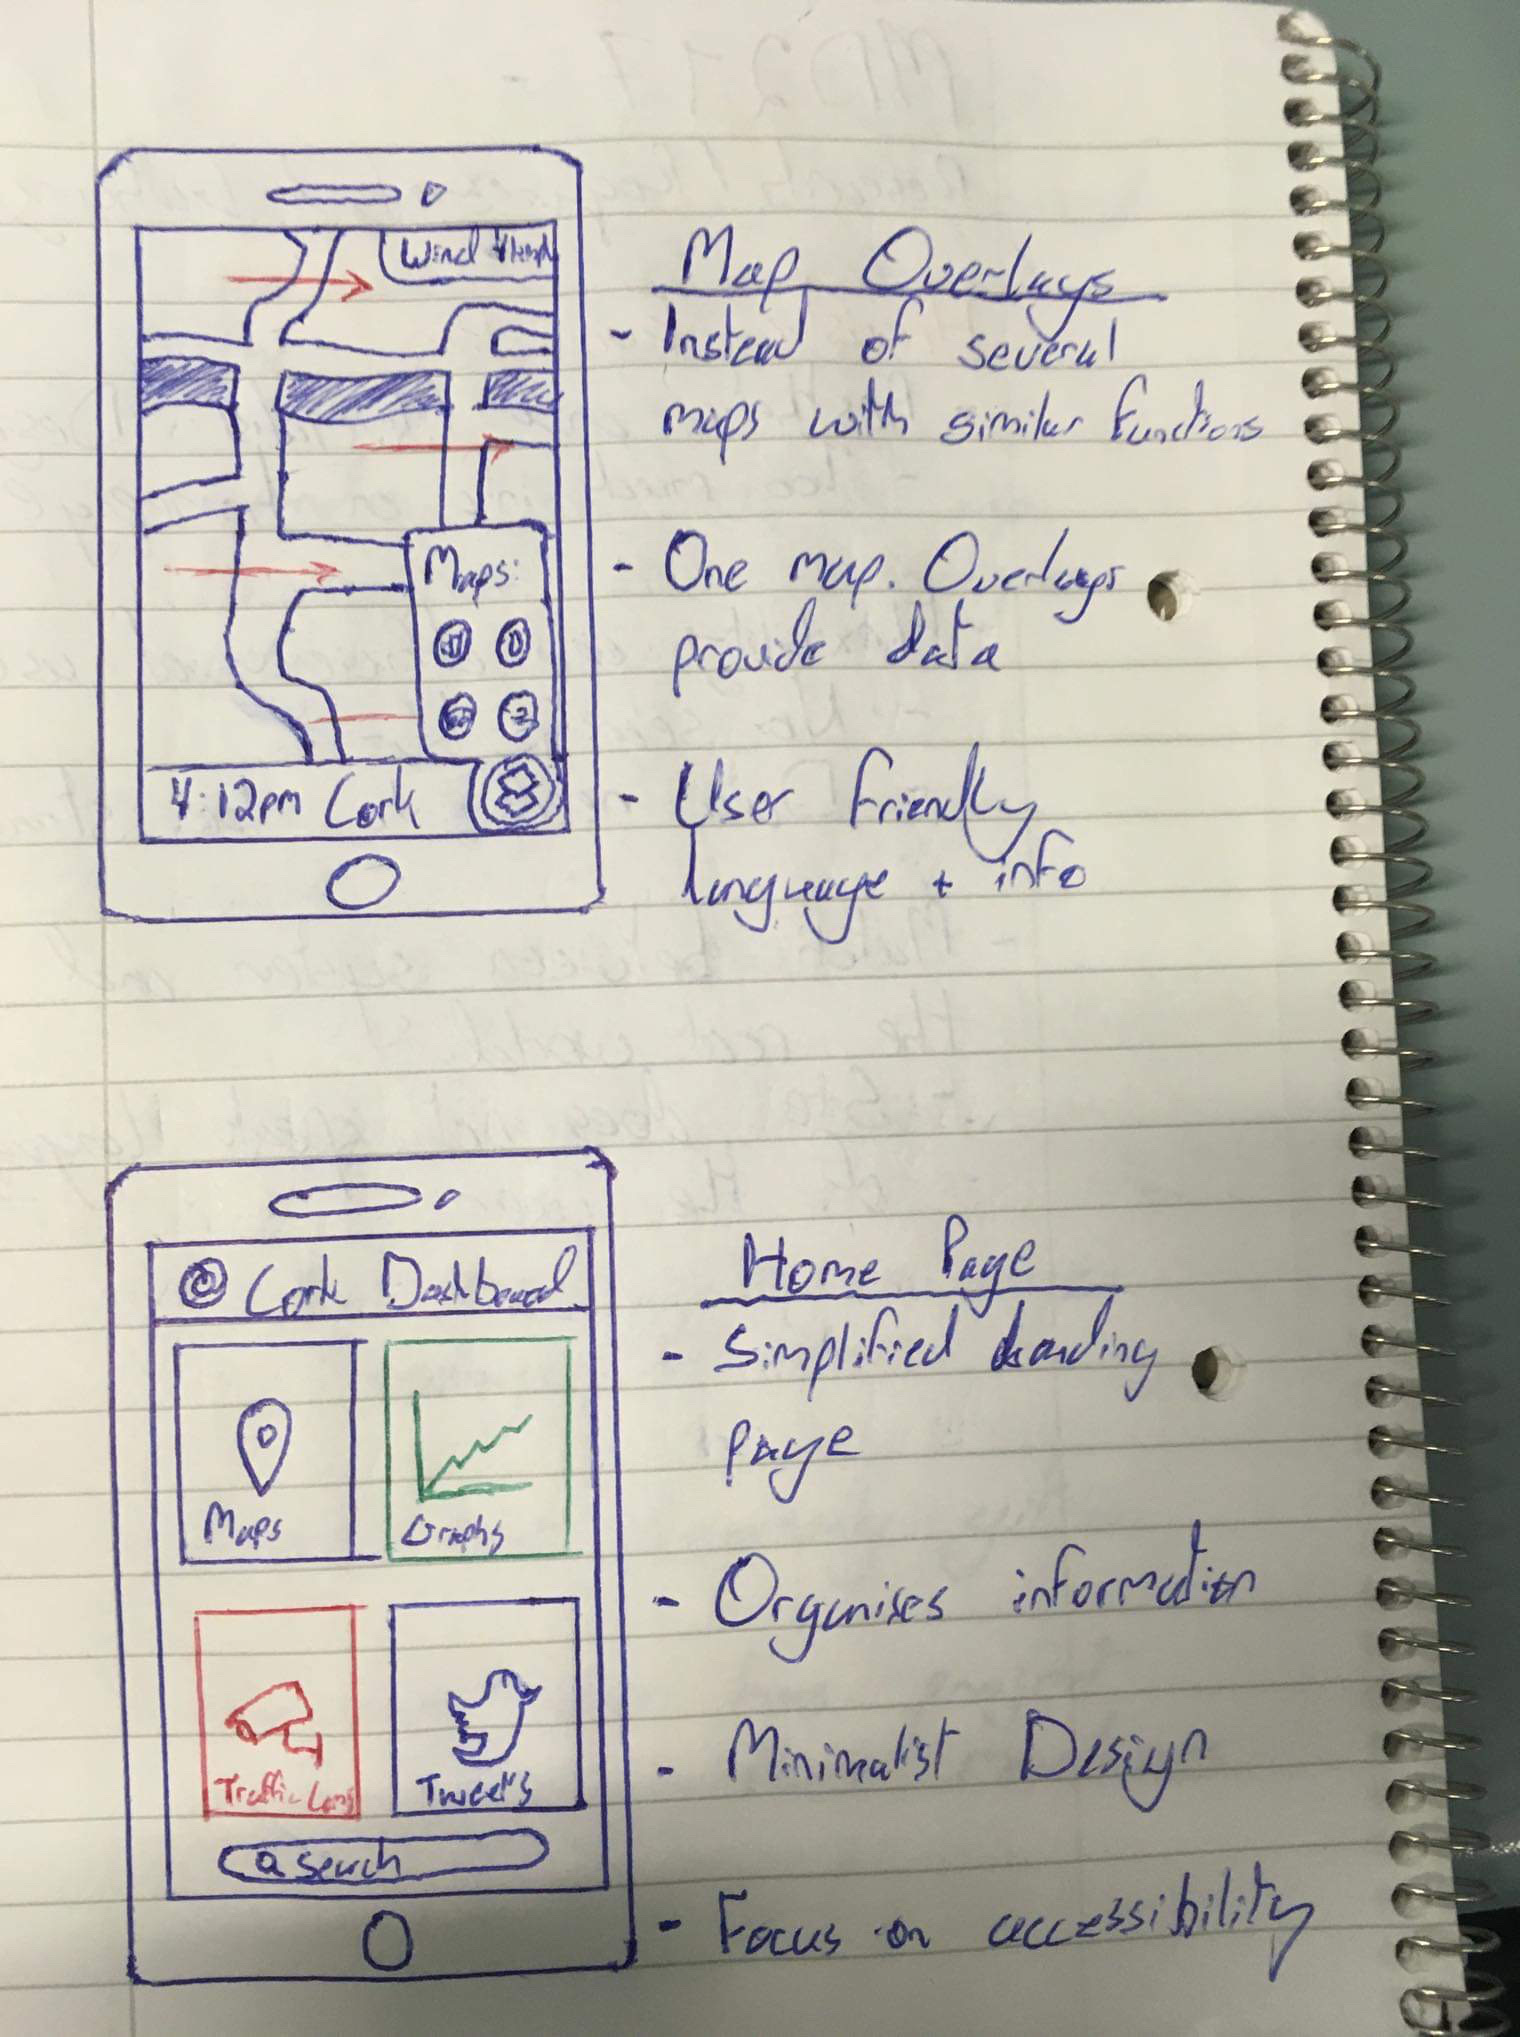 Wind
Maps:
4:12pm Cork
Map Overlays
- Instead of several
maps with similar functions
- One map. Overlays
provide data
- User Friendly
language + info
Cork Dashboard
Maps
Graphs
Traffic Cams
Tweets
search
Home Page
- Simplified landing
page
- Organises information
- Minimalist Design
- Focus on accessibility